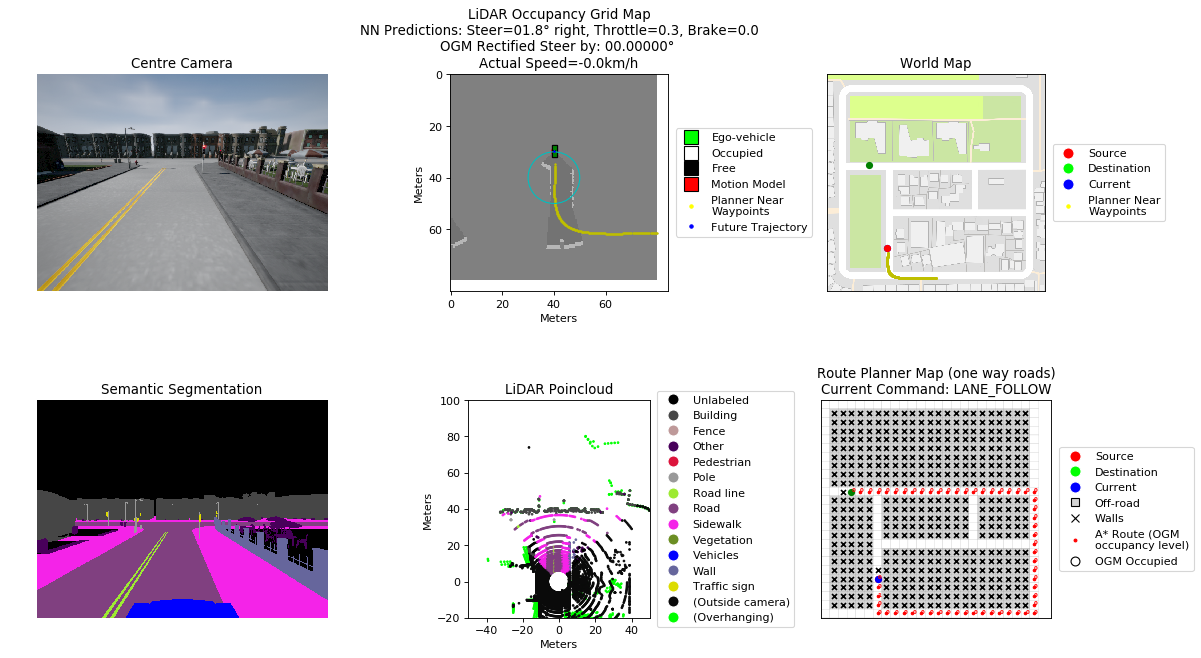 LiDAR Occupancy Grid Map
NN Predictions: Steer=01.8° right, Throttle=0.3, Brake=0.0
OGM Rectified Steer by: 00.00000°
Actual Speed=-0.0km/h
Centre Camera
World Map
0
20
40
60
Meters
0
20
40
60
Meters
Ego-vehicle
Occupied
Free
Motion Model
Planner Near
Waypoints
Future Trajectory
Source
Destination
Current
Planner Near
Waypoints
Semantic Segmentation
LiDAR Poincloud
Route Planner Map (one way roads)
Current Command: LANE_FOLLOW
100
80
60
40
20
0
−20
Meters
−40
−20
0
20
40
Meters
Unlabeled
Building
Fence
Other
Pedestrian
Pole
Road line
Road
Sidewalk
Vegetation
Vehicles
Wall
Traffic sign
(Outside camera)
(Overhanging)
Source
Destination
Current
Off-road
Walls
A* Route (OGM
occupancy level)
OGM Occupied